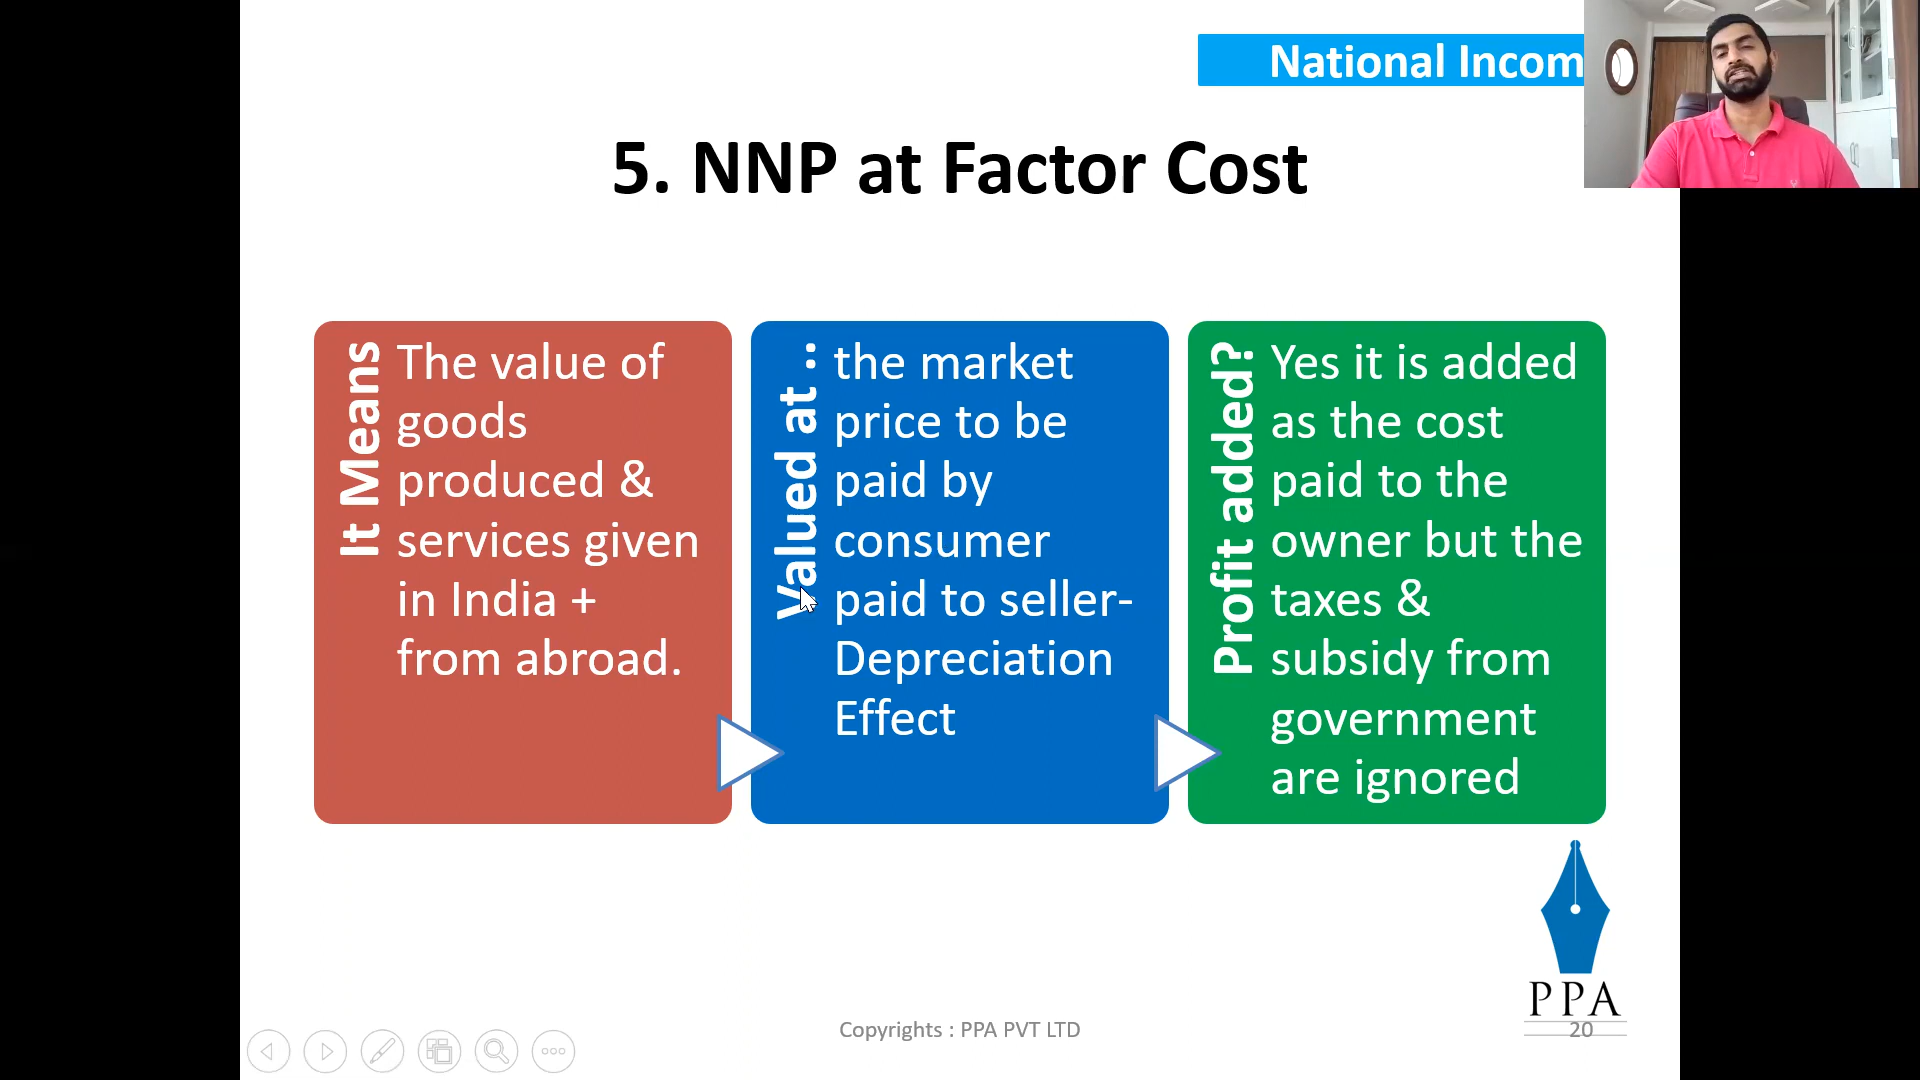 National Incom
5. NNP at Factor Cost
It Means
The value of
goods
produced &
services given
in India +
from abroad.
Valued at ..
the market
price to be
paid by
consumer
paid to seller-
Depreciation
Effect
Profit added?
Yes it is added
as the cost
paid to the
owner but the
taxes &
subsidy from
government
are ignored
PPA
Copyrights : PPA PVT LTD
20